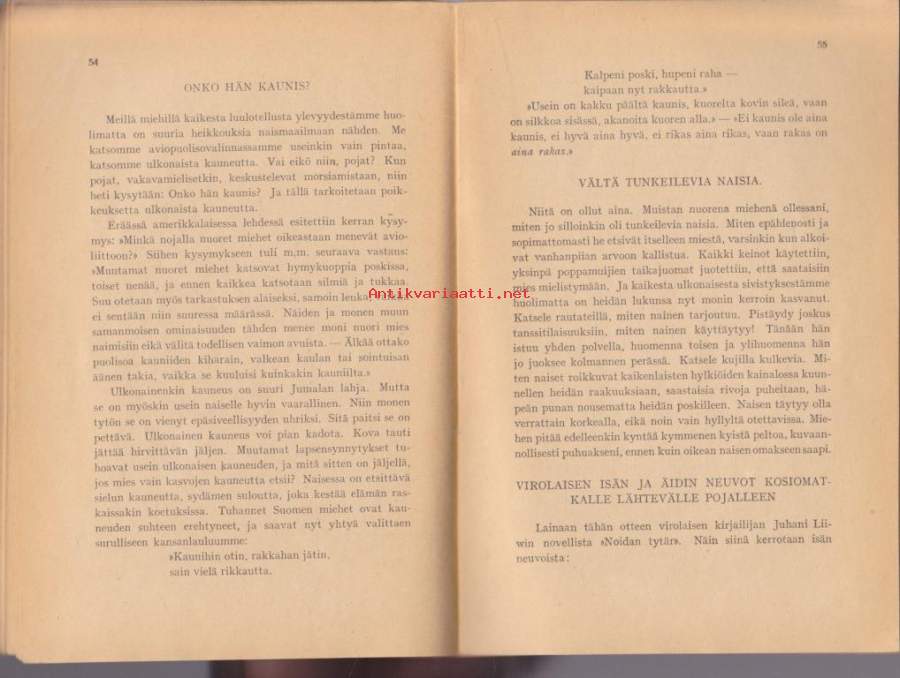 54
ONKO HÄN KAUNIS?
Meillä miehillä kaikesta luulotellusta ylevyydestämme huo-
limatta on suuria heikkouksia naismaailmaan nähden. Me
katsomme aviopuolisovalinnassamme useinkin vain pintaa,
katsomme ulkonaista kauneutta. Vai eikö niin, pojat? Kun
pojat, vakavamielisetkin, keskustelevat morsiamistaan, niin
heti kysytään: Onko hän kaunis? Ja tällä tarkoitetaan poik-
keuksetta ulkonaista kauneutta.
Eräässä amerikkalaisessa lehdessä esitettiin kerran kysy-
mys: »Minkä nojalla nuoret miehet oikeastaan menevät avio-
liittoon?» Siihen kysymykseen tuli m.m. seuraava vastaus:
»Muutamat nuoret miehet katsovat hymykuoppia poskissa,
toiset nenää, ja ennen kaikkea katsotaan silmiä ja tukkaa.
Suu otetaan myös tarkastuksen alaiseksi, samoin leuka,
ei sentään niin suuressa määrässä. Näiden ja monen muun
samanmoisen ominaisuuden tähden menee moni nuori mies
naimisiin eikä välitä todellisen vaimon avuista. — Älkää ottako
puolisoa kauniiden kiharain, valkean kaulan tai sointuisan
äänen takia, vaikka se kuuluisi kuinkakin kauniilta.»
Ulkonainenkin kauneus on suuri Jumalan lahja. Mutta
se on myöskin usein naiselle hyvin vaarallinen. Niin monen
tytön se on vienyt epäsiveellisyyden uhriksi. Sitä paitsi se on
pettävä. Ulkonainen kauneus voi pian kadota. Kova tauti
jättää hirvittävän jäljen. Muutamat lapsensynnytykset tu-
hoavat usein ulkonaisen kauneuden, ja mitä sitten on jäljellä,
jos mies vain kasvojen kauneutta etsii? Naisessa on etsittävä
sielun kauneutta, sydämen suloutta, joka kestää elämän ras-
kaissakin koetuksissa. Tuhannet Suomen miehet ovat kau-
neuden suhteen erehtyneet, ja saavat nyt yhtyä valittaen
surulliseen kansanlauluumme:
»Kaunihin otin, rakkahan jätin,
sain vielä rikkautta.
55
Kalpeni poski, hupeni raha —
kaipaan nyt rakkautta.»
»Usein on kakku päältä kaunis, kuorelta kovin sileä, vaan
on silkkoa sisässä, akanoita kuoren alla.» — »Ei kaunis ole aina
kaunis, ei hyvä aina hyvä, ei rikas aina rikas, vaan rakas on
aina rakas.»
VÄLTÄ TUNKEILEVIA NAISIA.
Niitä on ollut aina. Muistan nuorena miehenä ollessani,
miten jo silloinkin oli tunkeilevia naisia. Miten epähienosti ja
sopimattomasti he etsivät itselleen miestä, varsinkin kun alkoi-
vat vanhanpiian arvoon kallistua. Kaikki keinot käytettiin,
yksinpä poppamuijien taikajuomat juotettiin, että saataisiin
mies mielistymään. Ja kaikesta ulkonaisesta sivistyksestämme
Antikvariaatti.net
huolimatta on heidän lukunsa nyt monin kerroin kasvanut.
Katsele rautateillä, miten nainen tarjoutuu. Pistäydy joskus
tanssitilaisuuksiin, miten nainen käyttäytyy! Tänään hän
istuu yhden polvella, huomenna toisen ja ylihuomenna hän
jo juoksee kolmannen perässä. Katsele kujilla kulkevia. Mi-
ten naiset roikkuvat kaikenlaisten hylkiöiden kainalossa kuun-
nellen heidän raakuuksiaan, saastaisia rivoja puheitaan, hä-
peän punan nousematta heidän poskilleen. Naisen täytyy olla
verrattain korkealla, eikä noin vain hyllyltä otettavissa. Mie-
hen pitää edelleenkin kyntää kymmenen kyistä peltoa, kuvaan-
nollisesti puhuakseni, ennen kuin oikean naisen omakseen saapi.
VIROLAISEN ISÄN JA ÄIDIN NEUVOT KOSIOMAT-
KALLE LÄHTEVÄLLE POJALLEEN
Lainaan tähän otteen virolaisen kirjailijan Juhani Lii-
win novellista »Noidan tytär». Näin siinä kerrotaan isän
neuvoista: